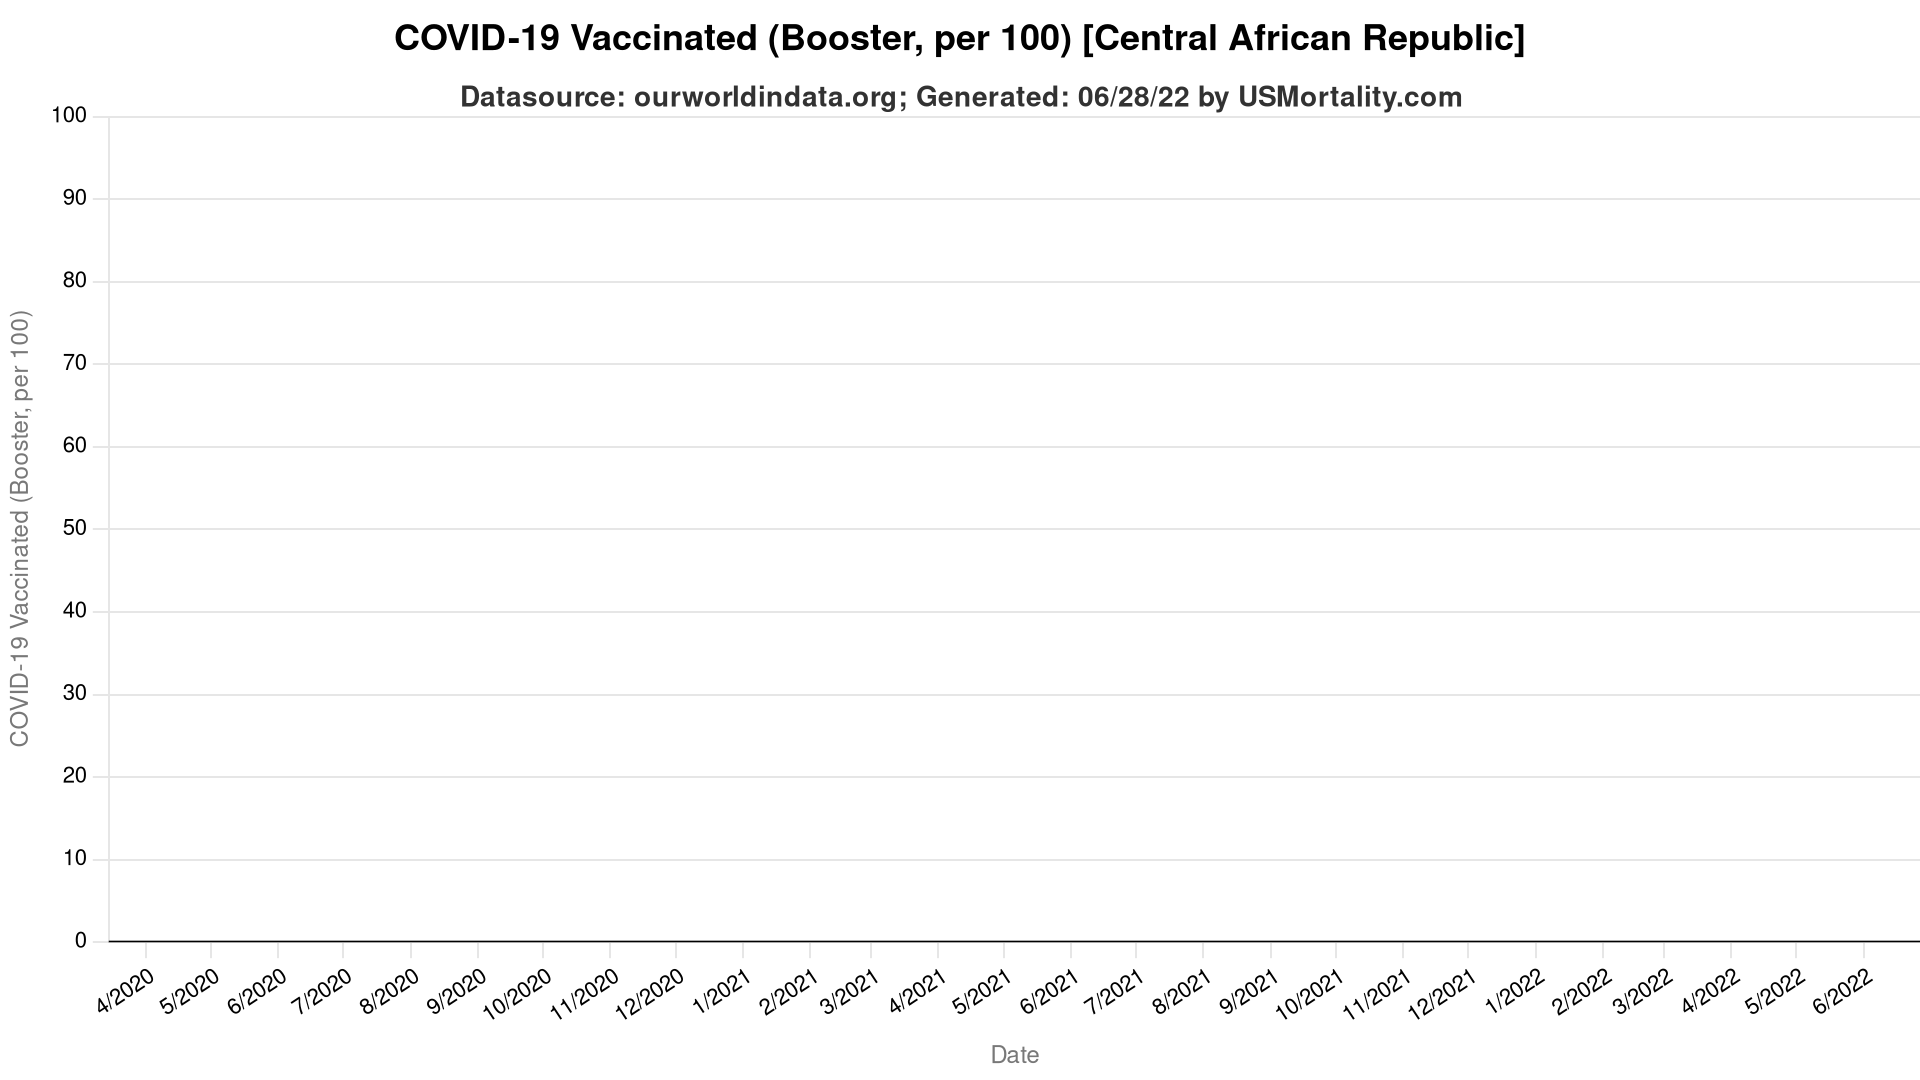 COVID-19 Vaccinated (Booster, per 100) [Central African Republic]
Datasource: ourworldindata.org; Generated: 06/28/22 by USMortality.com
COVID-19 Vaccinated (Booster, per 100)
100
90
80
70
60
50
40
30
20
10
0
4/2020 5/2020 6/2020 7/2020 8/2020 9/2020 10/2020 11/2020 12/2020 1/2021 2/2021 3/2021 4/2021 5/2021 6/2021 7/2021 8/2021 9/2021 10/2021 11/2021 12/2021 1/2022 2/2022 3/2022 4/2022 5/2022 6/2022
Date